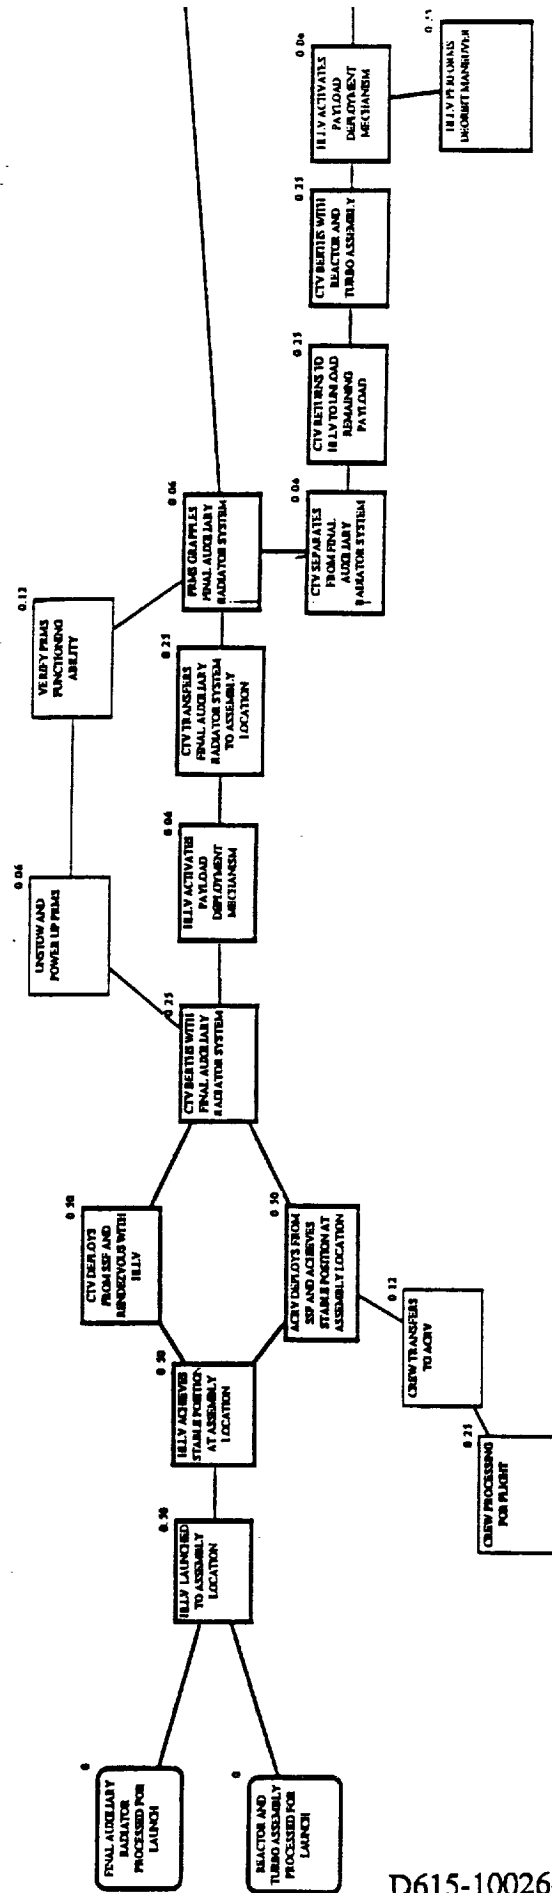 0
FINAL AUXILIARY
RADIATOR
PROCESSED FOR
LAUNCH
0
REACTOR AND
TURBO ASSEMBLY
PROCESSED FOR
LAUNCH
0.50
HLLV LAUNCHED
TO ASSEMBLY
LOCATION
0.50
HLLV ACHIEVES
STABLE POSITION
AT ASSEMBLY
LOCATION
0.50
CTV DEPLOYS
FROM SSF AND
RENDEZVOUS WITH
HLLV
0.50
ACRV DEPLOYS FROM
SSF AND ACHIEVES
STABLE POSITION AT
ASSEMBLY LOCATION
0.12
CREW TRANSFERS
TO ACRV
0.25
CREW PROCESSING
FOR FLIGHT
0.25
CTV BERTHS WITH
FINAL AUXILIARY
RADIATOR SYSTEM
0.06
UNSTOW AND
POWER UP PRMS
0.12
VERIFY PRMS
FUNCTIONING
ABILITY
0.06
HLLV ACTIVATES
PAYLOAD
DEPLOYMENT
MECHANISM
0.25
CTV TRANSFERS
FINAL AUXILIARY
RADIATOR SYSTEM
TO ASSEMBLY
LOCATION
0.06
PRMS GRAPPLES
FINAL AUXILIARY
RADIATOR SYSTEM
0.06
CTV SEPARATES
FROM FINAL
AUXILIARY
RADIATOR SYSTEM
0.25
CTV RETURNS TO
HLLV TO UNLOAD
REMAINING
PAYLOAD
0.25
CTV BERTHS WITH
REACTOR AND
TURBO ASSEMBLY
0.06
HLLV ACTIVATES
PAYLOAD
DEPLOYMENT
MECHANISM
HLLV PERFORMS
DEORBIT MANEUVER
D615-10026